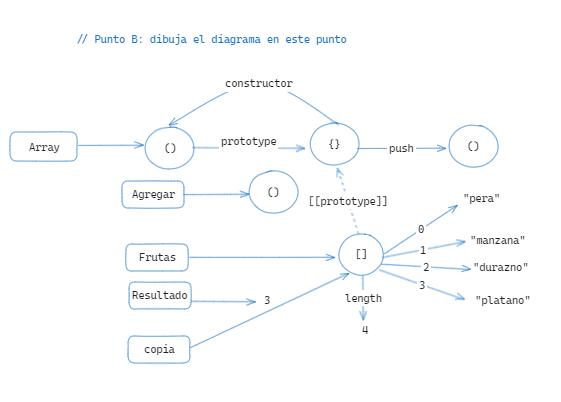 // Punto B: dibuja el diagrama en este punto
constructor
Array
()
prototype
{}
push
()
Agregar
()
[[prototype]]
"pera"
0
"manzana"
1
Frutas
[]
2
"durazno"
3
"platano"
Resultado
3
length
4
copia